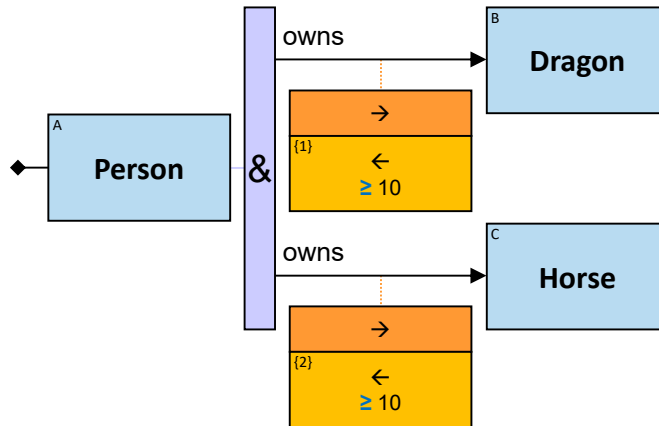 owns
B
Dragon
A
Person
&
→
{1}
←
≥ 10
owns
C
Horse
→
{2}
←
≥ 10